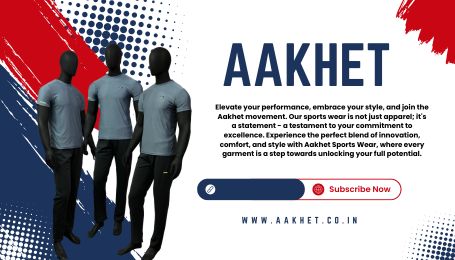 AAKHET
Elevate your performance, embrace your style, and join the
Aakhet movement. Our sports wear is not just apparel; it's
a statement - a testament to your commitment to
excellence. Experience the perfect blend of innovation,
comfort, and style with Aakhet Sports Wear, where every
garment is a step towards unlocking your full potential.
Subscribe Now
WWW.AAKHET.CO.IN